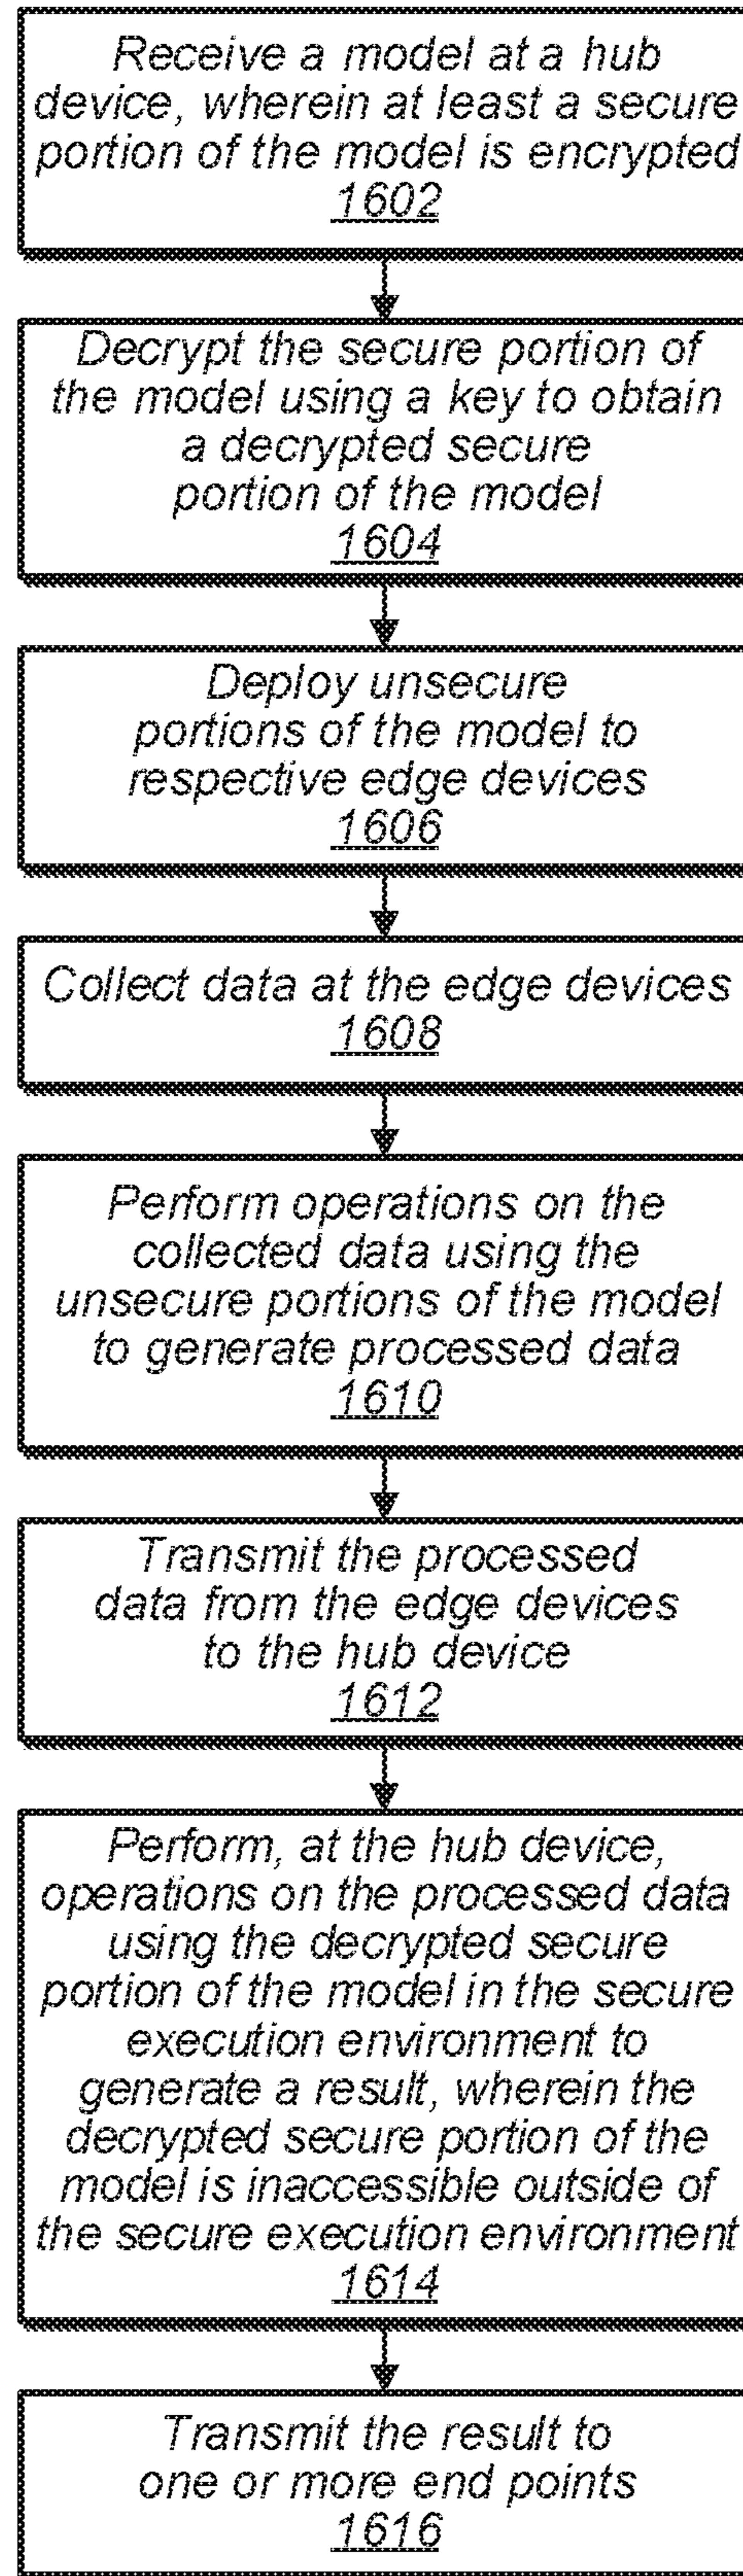 Receive a model at a hub
device, wherein at least a secure
portion of the model is encrypted
1602
Decrypt the secure portion of
the model using a key to obtain
a decrypted secure
portion of the model
1604
Deploy unsecure
portions of the model to
respective edge devices
1606
Collect data at the edge devices
1608
Perform operations on the
collected data using the
unsecure portions of the model
to generate processed data
1610
Transmit the processed
data from the edge devices
to the hub device
1612
Perform, at the hub device,
operations on the processed data
using the decrypted secure
portion of the model in the secure
execution environment to
generate a result, wherein the
decrypted secure portion of the
model is inaccessible outside of
the secure execution environment
1614
Transmit the result to
one or more end points
1616